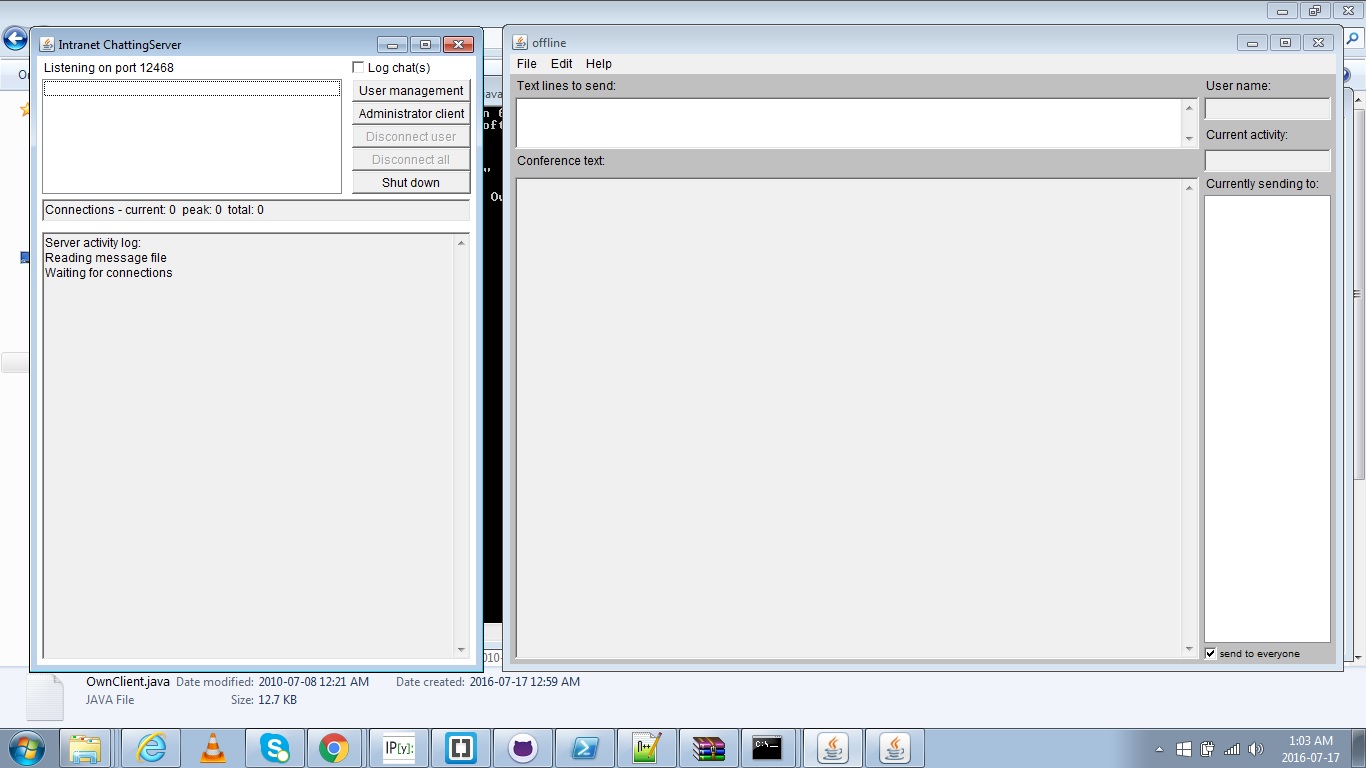 Intranet ChattingServer
Listening on port 12468
Log chat(s)
User management
Administrator client
Disconnect user
Disconnect all
Shut down
Connections - current: 0 peak: 0 total: 0
Server activity log:
Reading message file
Waiting for connections
offline
File Edit Help
Text lines to send:
Conference text:
User name:
Current activity:
Currently sending to:
send to everyone
OwnClient.java Date modified: 2010-07-08 12:21 AM Date created: 2016-07-17 12:59 AM
JAVA File Size: 12.7 KB
IP[y]:
C:\
1:03 AM
2016-07-17